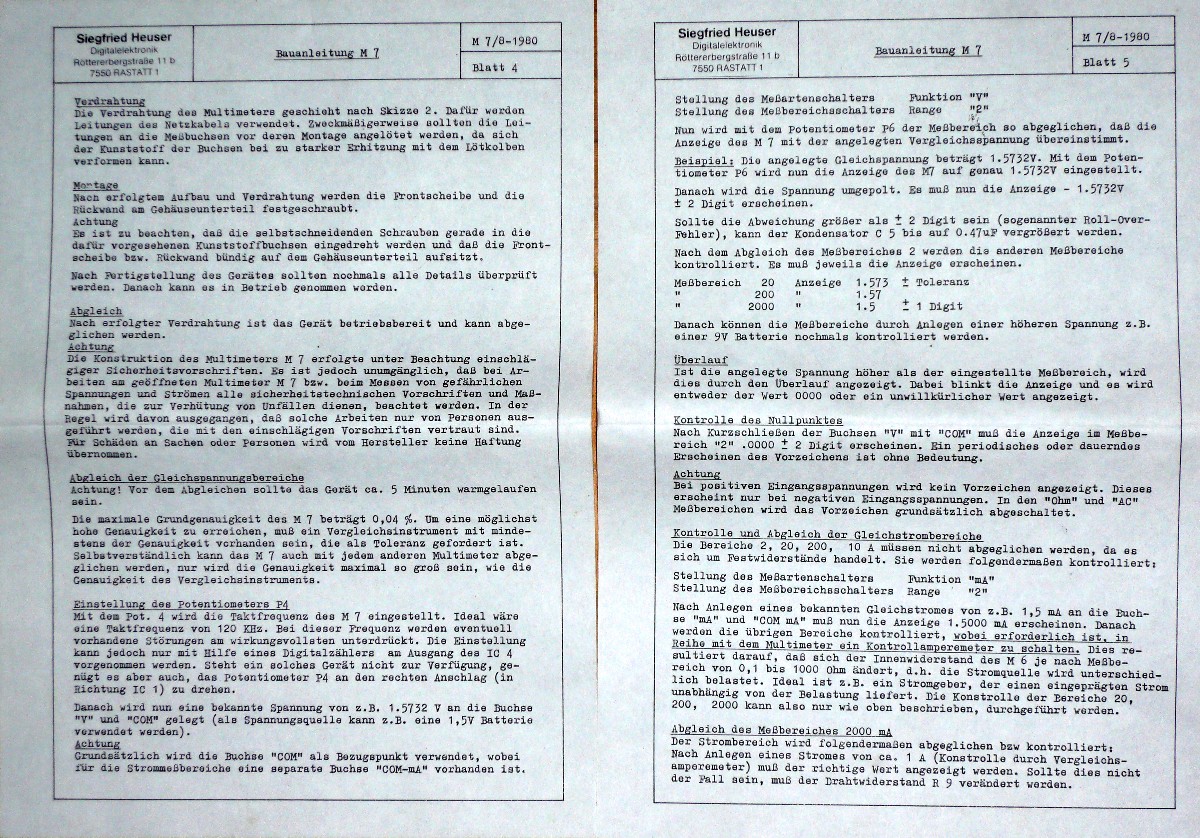 Siegfried Heuser
Digitalelektronik
Rottererbergstraße 11 b
7550 RASTATT 1
Bauanleitung M 7
M 7/8-1980
Blatt 4
Verdrahtung
Die Verdrahtung des Multimeters geschieht nach Skizze 2. Dafür werden
Leitungen des Netzkabels verwendet. Zweckmäßigerweise sollten die Lei-
tungen an die Meßbuchsen vor deren Montage angelötet werden, da sich
der Kunststoff der Buchsen bei zu starker Erhitzung mit dem Lötkolben
verformen kann.
Montage
Nach erfolgtem Aufbau und Verdrahtung werden die Frontscheibe und die
Rückwand am Gehäuseunterteil festgeschraubt.
Achtung
Es ist zu beachten, daß die selbstschneidenden Schrauben gerade in die
dafür vorgesehenen Kunststoffbuchsen eingedreht werden und daß die Front-
scheibe bzw. Rückwand bündig auf dem Gehäuseunterteil aufsitzt.
Nach Fertigstellung des Gerätes sollten nochmals alle Details überprüft
werden. Danach kann es in Betrieb genommen werden.
Abgleich
Nach erfolgter Verdrahtung ist das Gerät betriebsbereit und kann abge-
glichen werden.
Achtung
Die Konstruktion des Multimeters M 7 erfolgte unter Beachtung einschlä-
giger Sicherheitsvorschriften. Es ist jedoch unumgänglich, daß bei Ar-
beiten am geöffneten Multimeter M 7 bzw. beim Messen von gefährlichen
Spannungen und Strömen alle sicherheitstechnischen Vorschriften und Maß-
nahmen, die zur Verhütung von Unfällen dienen, beachtet werden. In der
Regel wird davon ausgegangen, daß solche Arbeiten nur von Personen aus-
geführt werden, die mit den einschlägigen Vorschriften vertraut sind.
Für Schäden an Sachen oder Personen wird vom Hersteller keine Haftung
übernommen.
Abgleich der Gleichspannungsbereiche
Achtung! Vor dem Abgleichen sollte das Gerät ca. 5 Minuten warmgelaufen
sein.
Die maximale Grundgenauigkeit des M 7 beträgt 0,04 %. Um eine möglichst
hohe Genauigkeit zu erreichen, muß ein Vergleichsinstrument mit minde-
stens der Genauigkeit vorhanden sein, die als Toleranz gefordert ist.
Selbstverständlich kann das M 7 auch mit jedem anderen Multimeter abge-
glichen werden, nur wird die Genauigkeit maximal so groß sein, wie die
Genauigkeit des Vergleichsinstruments.
Einstellung des Potentiometers P4
Mit dem Pot. 4 wird die Taktfrequenz des M 7 eingestellt. Ideal wäre
eine Taktfrequenz von 120 KHz. Bei dieser Frequenz werden eventuell
vorhandene Störungen am wirkungsvollsten unterdrückt. Die Einstellung
kann jedoch nur mit Hilfe eines Digitalzählers am Ausgang des IC 4
vorgenommen werden. Steht ein solches Gerät nicht zur Verfügung, ge-
nügt es aber auch, das Potentiometer P4 an den rechten Anschlag (in
Richtung IC 1) zu drehen.
Danach wird nun eine bekannte Spannung von z.B. 1.5732 V an die Buchse
"V" und "COM" gelegt (als Spannungsquelle kann z.B. eine 1,5V Batterie
verwendet werden).
Achtung
Grundsätzlich wird die Buchse "COM" als Bezugspunkt verwendet, wobei
für die Strommeßbereiche eine separate Buchse "COM-mA" vorhanden ist.
Siegfried Heuser
Digitalelektronik
Rottererbergstraße 11 b
7550 RASTATT 1
Bauanleitung M 7
M 7/8-1980
Blatt 5
Stellung des Meßartenschalters Funktion "V"
Stellung des Meßbereichsschalters Range "2"
Nun wird mit dem Potentiometer P6 der Meßbereich so abgeglichen, daß die
Anzeige des M 7 mit der angelegten Vergleichsspannung übereinstimmt.
Beispiel: Die angelegte Gleichspannung beträgt 1.5732V. Mit dem Poten-
tiometer P6 wird nun die Anzeige des M7 auf genau 1.5732V eingestellt.
Danach wird die Spannung umgepolt. Es muß nun die Anzeige - 1.5732V
± 2 Digit erscheinen.
Sollte die Abweichung größer als ± 2 Digit sein (sogenannter Roll-Over-
Fehler), kann der Kondensator C 5 bis auf 0.47uF vergrößert werden.
Nach dem Abgleich des Meßbereiches 2 werden die anderen Meßbereiche
kontrolliert. Es muß jeweils die Anzeige erscheinen.
Meßbereich 20 Anzeige 1.573 ± Toleranz
" 200 " 1.57
" 2000 " 1.5 ± 1 Digit
Danach können die Meßbereiche durch Anlegen einer höheren Spannung z.B.
einer 9V Batterie nochmals kontrolliert werden.
Überlauf
Ist die angelegte Spannung höher als der eingestellte Meßbereich, wird
dies durch den Überlauf angezeigt. Dabei blinkt die Anzeige und es wird
entweder der Wert 0000 oder ein unwillkürlicher Wert angezeigt.
Kontrolle des Nullpunktes
Nach Kurzschließen der Buchsen "V" mit "COM" muß die Anzeige im Meßbe-
reich "2" .0000 ± 2 Digit erscheinen. Ein periodisches oder dauerndes
Erscheinen des Vorzeichens ist ohne Bedeutung.
Achtung
Bei positiven Eingangsspannungen wird kein Vorzeichen angezeigt. Dieses
erscheint nur bei negativen Eingangsspannungen. In den "Ohm" und "AC"
Meßbereichen wird das Vorzeichen grundsätzlich abgeschaltet.
Kontrolle und Abgleich der Gleichstrombereiche
Die Bereiche 2, 20, 200, 10 A müssen nicht abgeglichen werden, da es
sich um Festwiderstände handelt. Sie werden folgendermaßen kontrolliert:
Stellung des Meßartenschalters Funktion "mA"
Stellung des Meßbereichsschalters Range "2"
Nach Anlegen eines bekannten Gleichstromes von z.B. 1,5 mA an die Buch-
se "mA" und "COM mA" muß nun die Anzeige 1.5000 mA erscheinen. Danach
werden die übrigen Bereiche kontrolliert, wobei erforderlich ist, in
Reihe mit dem Multimeter ein Kontrollamperemeter zu schalten. Dies re-
sultiert darauf, daß sich der Innenwiderstand des M 6 je nach Meßbe-
reich von 0,1 bis 1000 Ohm ändert, d.h. die Stromquelle wird unterschied-
lich belastet. Ideal ist z.B. ein Stromgeber, der einen eingeprägten Strom
unabhängig von der Belastung liefert. Die Konstrolle der Bereiche 20,
200, 2000 kann also nur wie oben beschrieben, durchgeführt werden.
Abgleich des Meßbereiches 2000 mA
Der Strombereich wird folgendermaßen abgeglichen bzw kontrolliert:
Nach Anlegen eines Stromes von ca. 1 A (Konstrolle durch Vergleichs-
amperemeter) muß der richtige Wert angezeigt werden. Sollte dies nicht
der Fall sein, muß der Drahtwiderstand R 9 verändert werden.